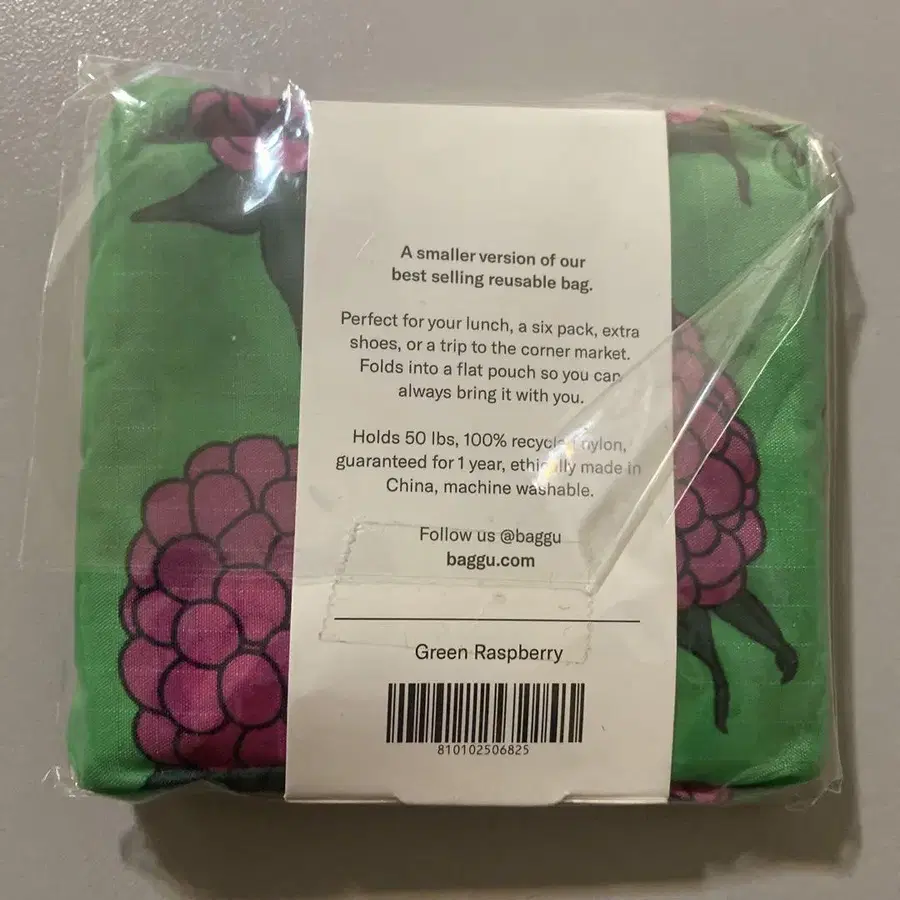 A smaller version of our
best selling reusable bag.
Perfect for your lunch, a six pack, extra
shoes, or a trip to the corner market.
Folds into a flat pouch so you can
always bring it with you.
Holds 50 lbs, 100% recycled nylon,
guaranteed for 1 year, ethically made in
China, machine washable.
Follow us @baggu
baggu.com
Green Raspberry
810102506825